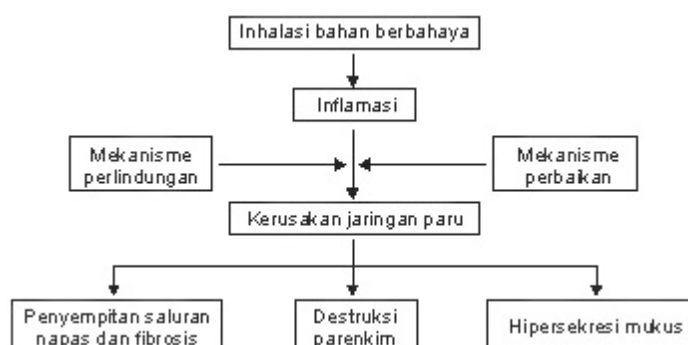 Inhalasi bahan berbahaya
Inflamasi
Mekanisme
perlindungan
Mekanisme
perbaikan
Kerusakan jaringan paru
Penyempitan saluran
napas dan fibrosis
Destruksi
parenkim
Hipersekresi mukus